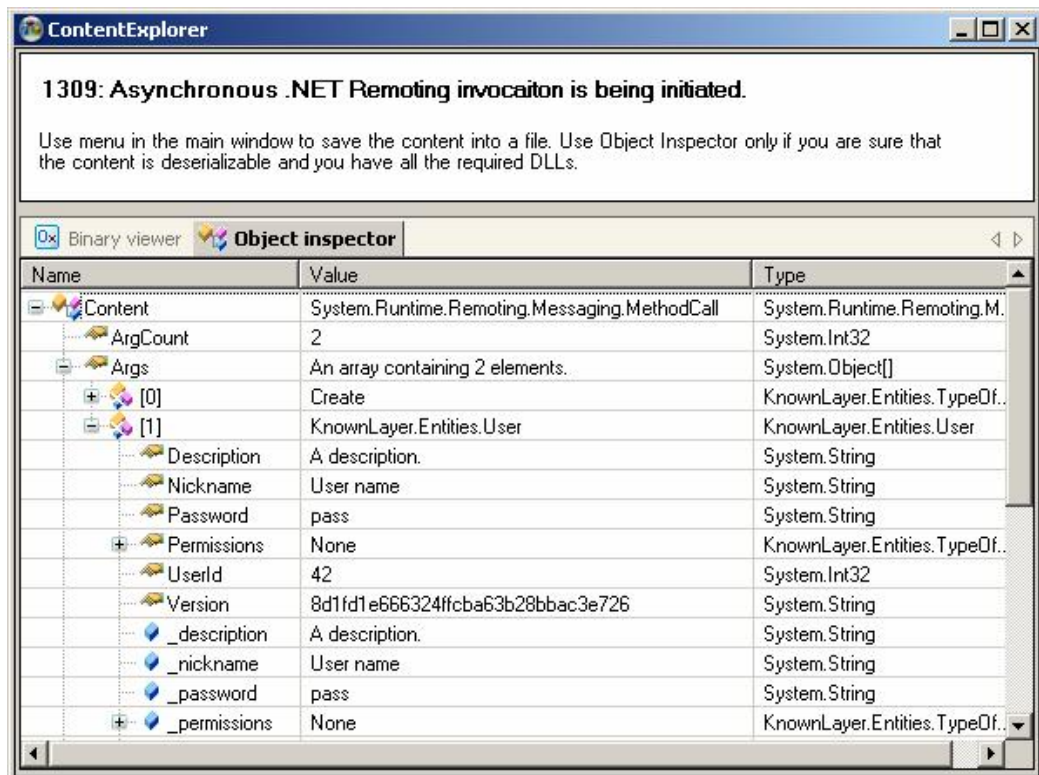 ContentExplorer
1309: Asynchronous .NET Remoting invocaiton is being initiated.
Use menu in the main window to save the content into a file. Use Object Inspector only if you are sure that
the content is deserializable and you have all the required DLLs.
0x Binary viewer Object inspector
Name Value Type
Content System.Runtime.Remoting.Messaging.MethodCall System.Runtime.Remoting.M.
ArgCount 2 System.Int32
Args An array containing 2 elements. System.Object[]
[0] Create KnownLayer.Entities.TypeOf...
[1] KnownLayer.Entities.User KnownLayer.Entities.User
Description A description. System.String
Nickname User name System.String
Password pass System.String
Permissions None KnownLayer.Entities.TypeOf...
UserId 42 System.Int32
Version 8d1fd1e666324ffcba63b28bbac3e726 System.String
_description A description. System.String
_nickname User name System.String
_password pass System.String
_permissions None KnownLayer.Entities.TypeOf...